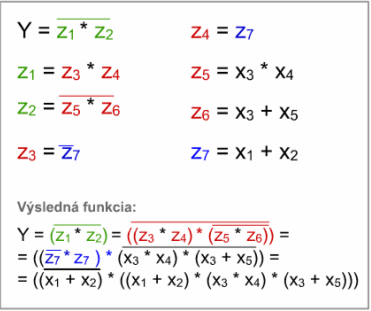 Y = z₁ * z₂ z₄ = z₇
z₁ = z₃ * z₄ z₅ = x₃ * x₄
z₂ = z₅ * z₆ z₆ = x₃ + x₅
z₃ = z̅₇ z₇ = x₁ + x₂
Výsledná funkcia:
Y = (z₁ * z₂) = ((z₃ * z₄) * (z₅ * z₆)) =
= ((z̅₇ * z₇ ) * (x₃ * x₄) * (x₃ + x₅)) =
= ((x₁ + x₂) * ((x₁ + x₂) * (x₃ * x₄) * (x₃ + x₅)))